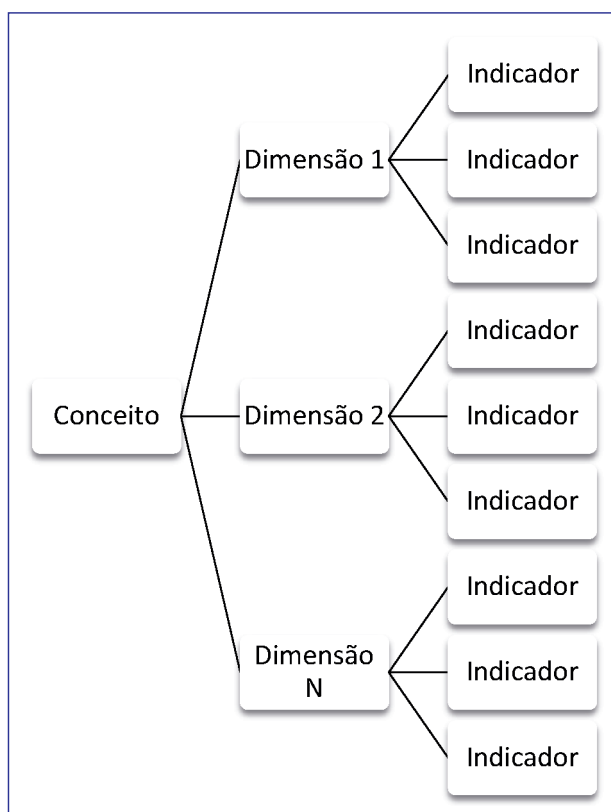 Indicador
Dimensão 1
Indicador
Indicador
Indicador
Conceito
Dimensão 2
Indicador
Indicador
Indicador
Dimensão
N
Indicador
Indicador